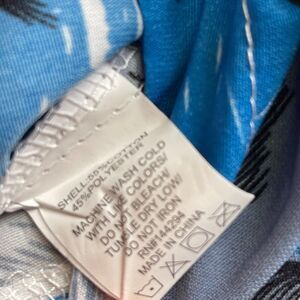 SHELL:55%COTTON
45%POLYESTER
MACHINE WASH COLD
WITH LIKE COLORS/
DO NOT BLEACH/
TUMBLE DRY LOW/
DO NOT IRON
RN#144294
MADE IN CHINA